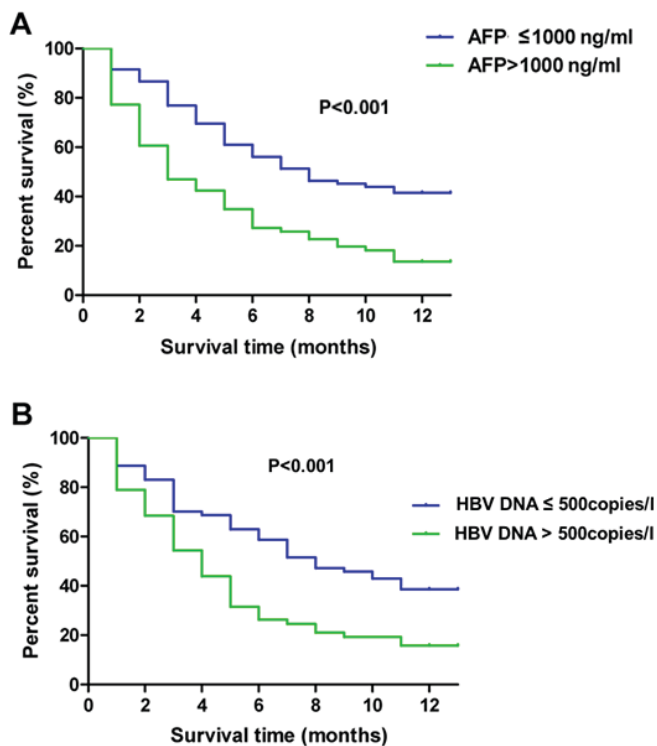 A
AFP ≤1000 ng/ml
AFP>1000 ng/ml
P<0.001
Percent survival (%)
100
80
60
40
20
0
0 2 4 6 8 10 12
Survival time (months)
B
P<0.001
HBV DNA ≤ 500copies/l
HBV DNA > 500copies/l
Percent survival (%)
100
80
60
40
20
0
0 2 4 6 8 10 12
Survival time (months)